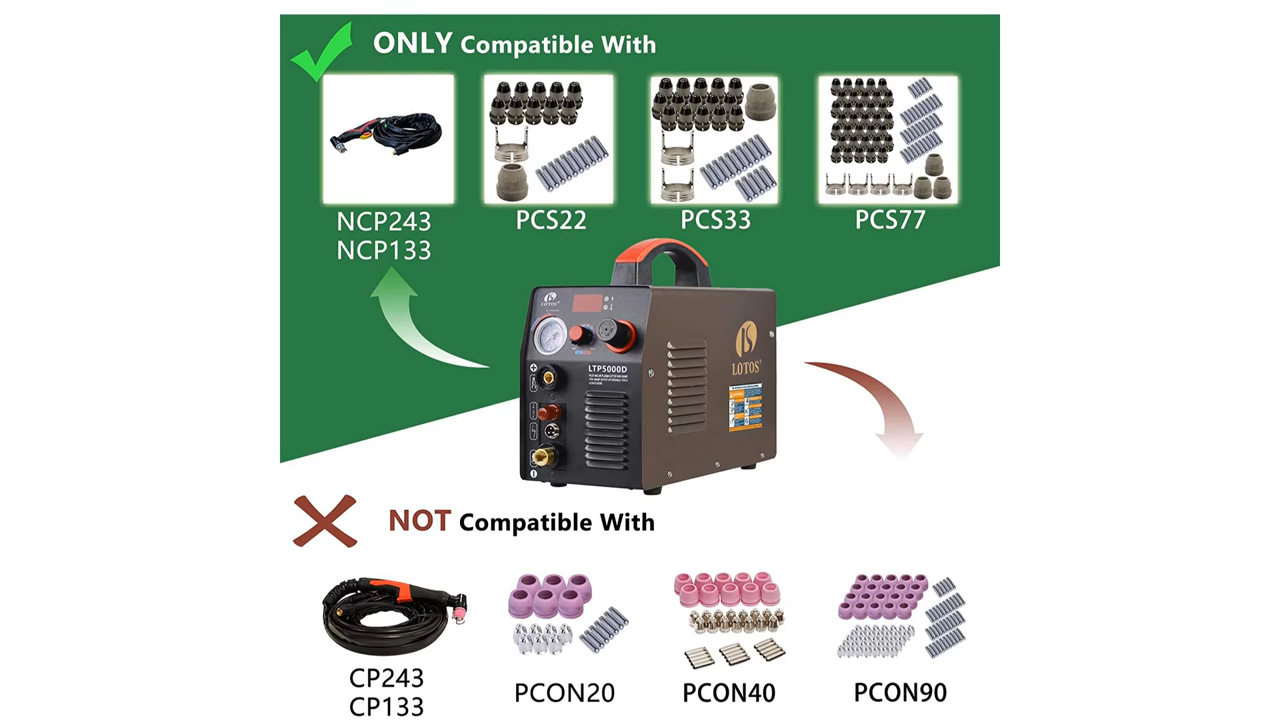 ONLY Compatible With
NCP243
NCP133
PCS22
PCS33
PCS77
LOTOS®
LTP5000D
LOTOS®
NOT Compatible With
CP243
CP133
PCON20
PCON40
PCON90